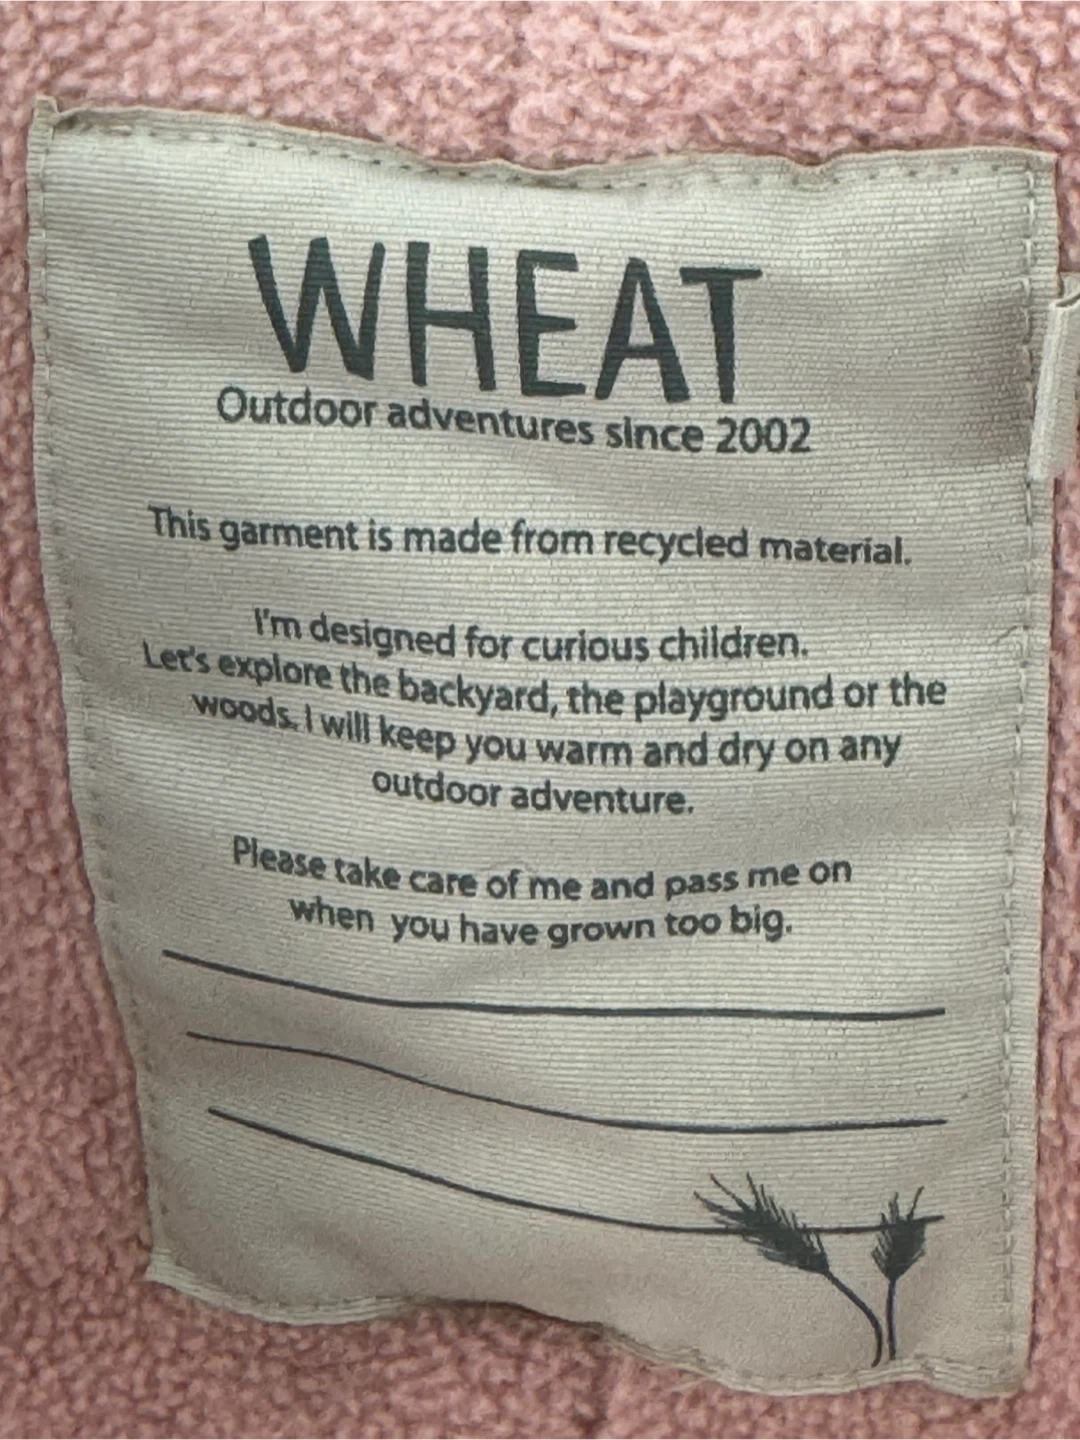 WHEAT
Outdoor adventures since 2002
This garment is made from recycled material.
I'm designed for curious children.
Let's explore the backyard, the playground or the
woods. I will keep you warm and dry on any
outdoor adventure.
Please take care of me and pass me on
when you have grown too big.